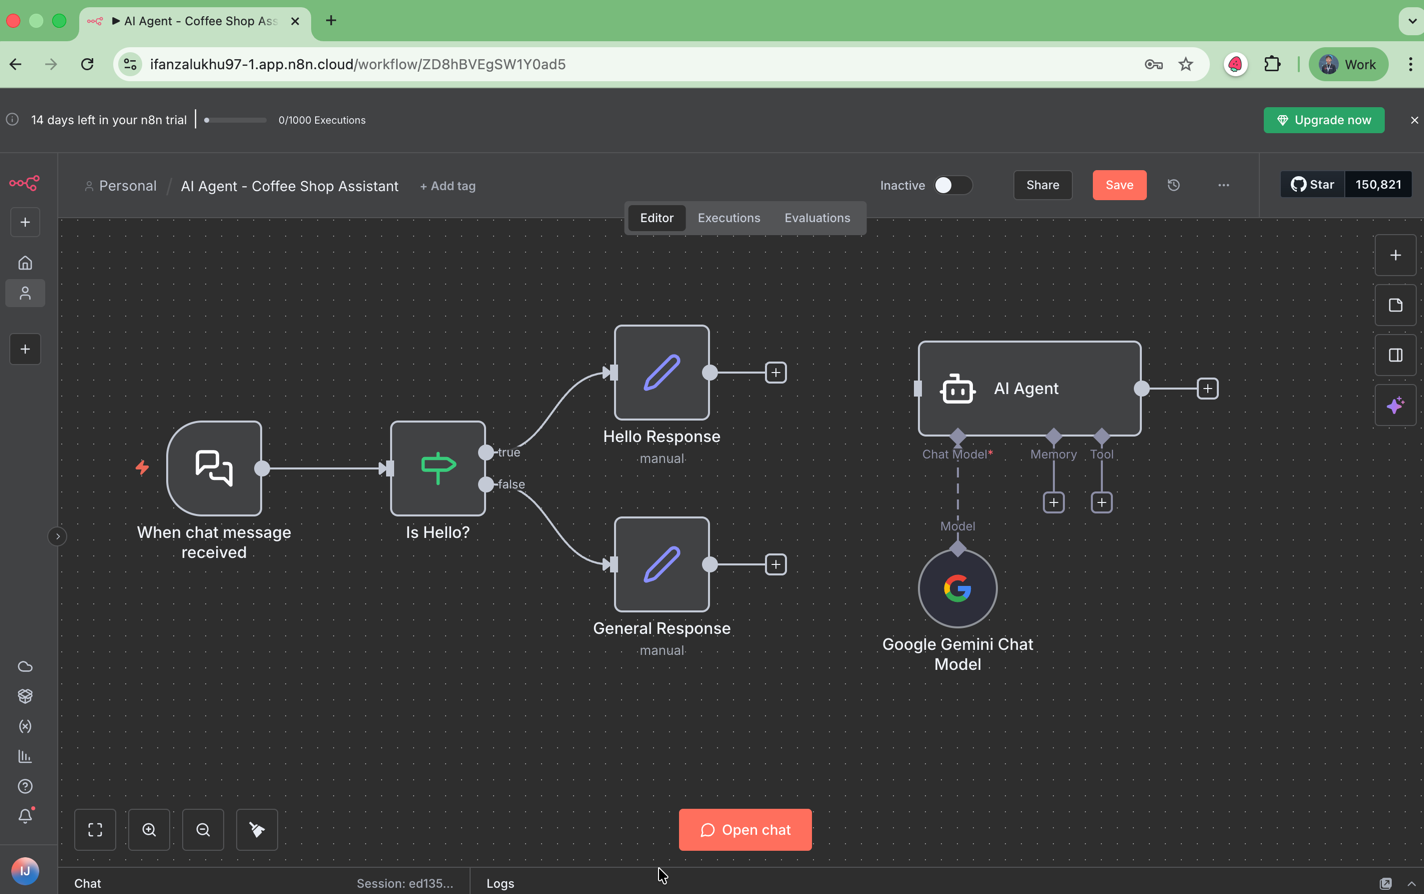 ▶ AI Agent - Coffee Shop Ass
ifanzalukhu97-1.app.n8n.cloud/workflow/ZD8hBVEgSW1Y0ad5
Work
14 days left in your n8n trial
0/1000 Executions
Upgrade now
Personal / AI Agent - Coffee Shop Assistant
+ Add tag
Inactive
Share
Save
Star
150,821
Editor
Executions
Evaluations
Hello Response
manual
AI Agent
Chat Model*
Memory
Tool
true
false
When chat message
received
Is Hello?
Model
General Response
manual
Google Gemini Chat
Model
Open chat
IJ
Chat
Session: ed135...
Logs